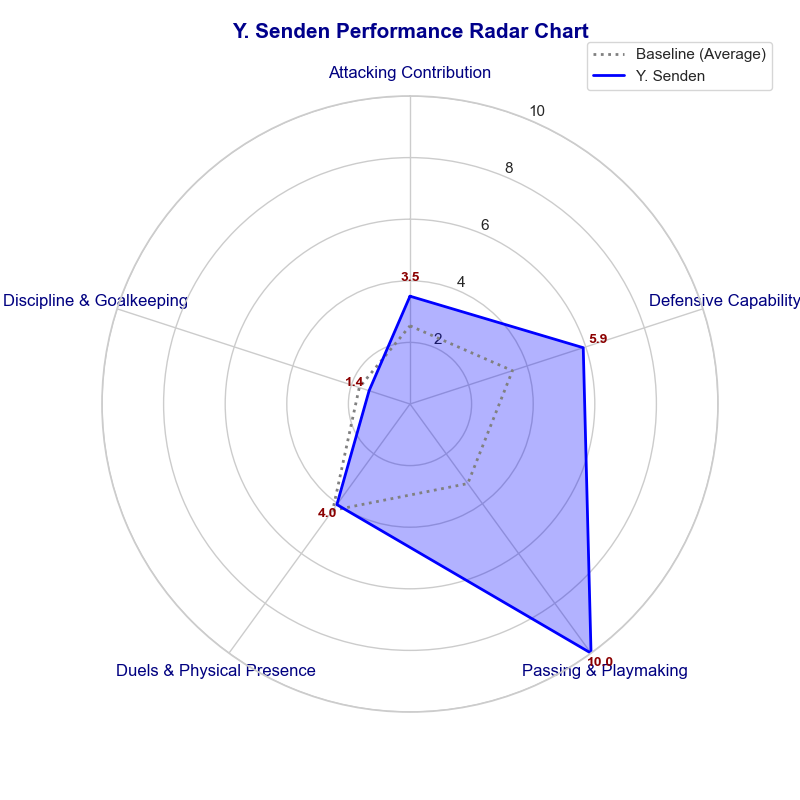 Y. Senden Performance Radar Chart
Baseline (Average)
Y. Senden
Attacking Contribution
10
8
6
4
2
3.5
Defensive Capability
5.9
Discipline & Goalkeeping
1.4
4.0
10.0
Duels & Physical Presence
Passing & Playmaking